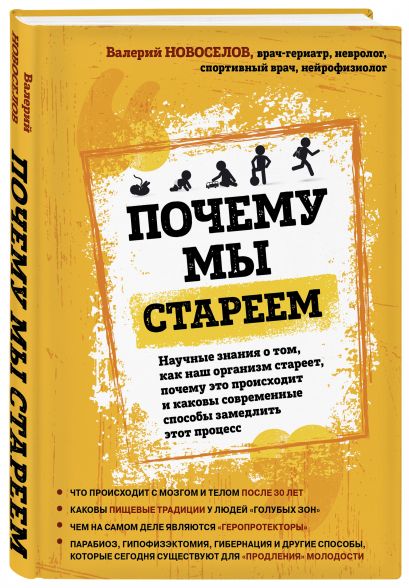 Валерий НОВОСЕЛОВ, врач-гериатр, невролог,
спортивный врач, нейрофизиолог
ПОЧЕМУ
МЫ
СТАРЕЕМ
Научные знания о том,
как наш организм стареет,
почему это происходит
и каковы современные
способы замедлить
этот процесс
• ЧТО ПРОИСХОДИТ С МОЗГОМ И ТЕЛОМ ПОСЛЕ 30 ЛЕТ
• КАКОВЫ ПИЩЕВЫЕ ТРАДИЦИИ У ЛЮДЕЙ «ГОЛУБЫХ ЗОН»
• ЧЕМ НА САМОМ ДЕЛЕ ЯВЛЯЮТСЯ «ГЕРОПРОТЕКТОРЫ»
• ПАРАБИОЗ, ГИПОФИЗЭКТОМИЯ, ГИБЕРНАЦИЯ И ДРУГИЕ СПОСОБЫ,
КОТОРЫЕ СЕГОДНЯ СУЩЕСТВУЮТ ДЛЯ «ПРОДЛЕНИЯ» МОЛОДОСТИ
Валерий
НОВОСЕЛОВ
ПОЧЕМУ МЫ СТАРЕЕМ